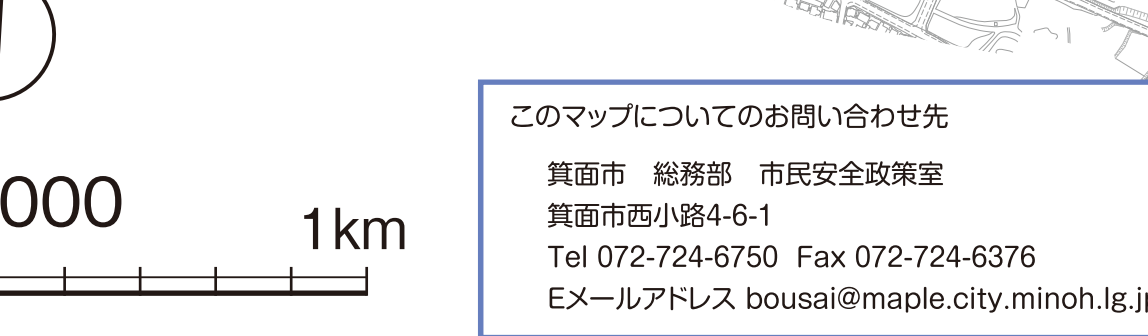 このマップについてのお問い合わせ先
箕面市　総務部　市民安全政策室
箕面市西小路4-6-1
000
1km
Tel 072-724-6750 Fax 072-724-6376
Eメールアドレス bousai@maple.city.minoh.lg.j